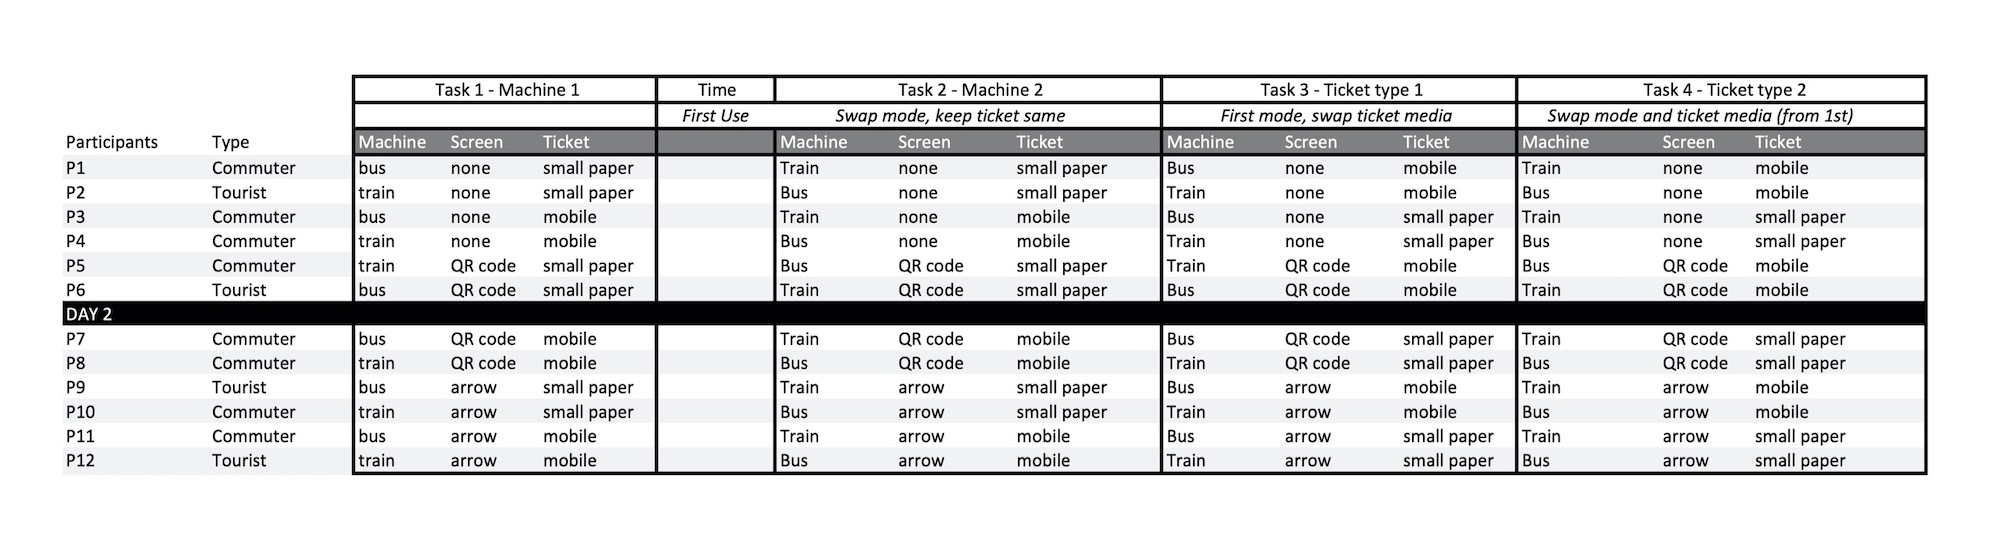 Task 1 - Machine 1 Time Task 2 - Machine 2 Task 3 - Ticket type 1 Task 4 - Ticket type 2
First Use Swap mode, keep ticket same First mode, swap ticket media Swap mode and ticket media (from 1st)
Participants Type Machine Screen Ticket Machine Screen Ticket Machine Screen Ticket Machine Screen Ticket
P1 Commuter bus none small paper Train none small paper Bus none mobile Train none mobile
P2 Tourist train none small paper Bus none small paper Train none mobile Bus none mobile
P3 Commuter bus none mobile Train none mobile Bus none small paper Train none small paper
P4 Commuter train none mobile Bus none mobile Train none small paper Bus none small paper
P5 Commuter train QR code small paper Bus QR code small paper Train QR code mobile Bus QR code mobile
P6 Tourist bus QR code small paper Train QR code small paper Bus QR code mobile Train QR code mobile
DAY 2
P7 Commuter bus QR code mobile Train QR code mobile Bus QR code small paper Train QR code small paper
P8 Commuter train QR code mobile Bus QR code mobile Train QR code small paper Bus QR code small paper
P9 Tourist bus arrow small paper Train arrow small paper Bus arrow mobile Train arrow mobile
P10 Commuter train arrow small paper Bus arrow small paper Train arrow mobile Bus arrow mobile
P11 Commuter bus arrow mobile Train arrow mobile Bus arrow small paper Train arrow small paper
P12 Tourist train arrow mobile Bus arrow mobile Train arrow small paper Bus arrow small paper